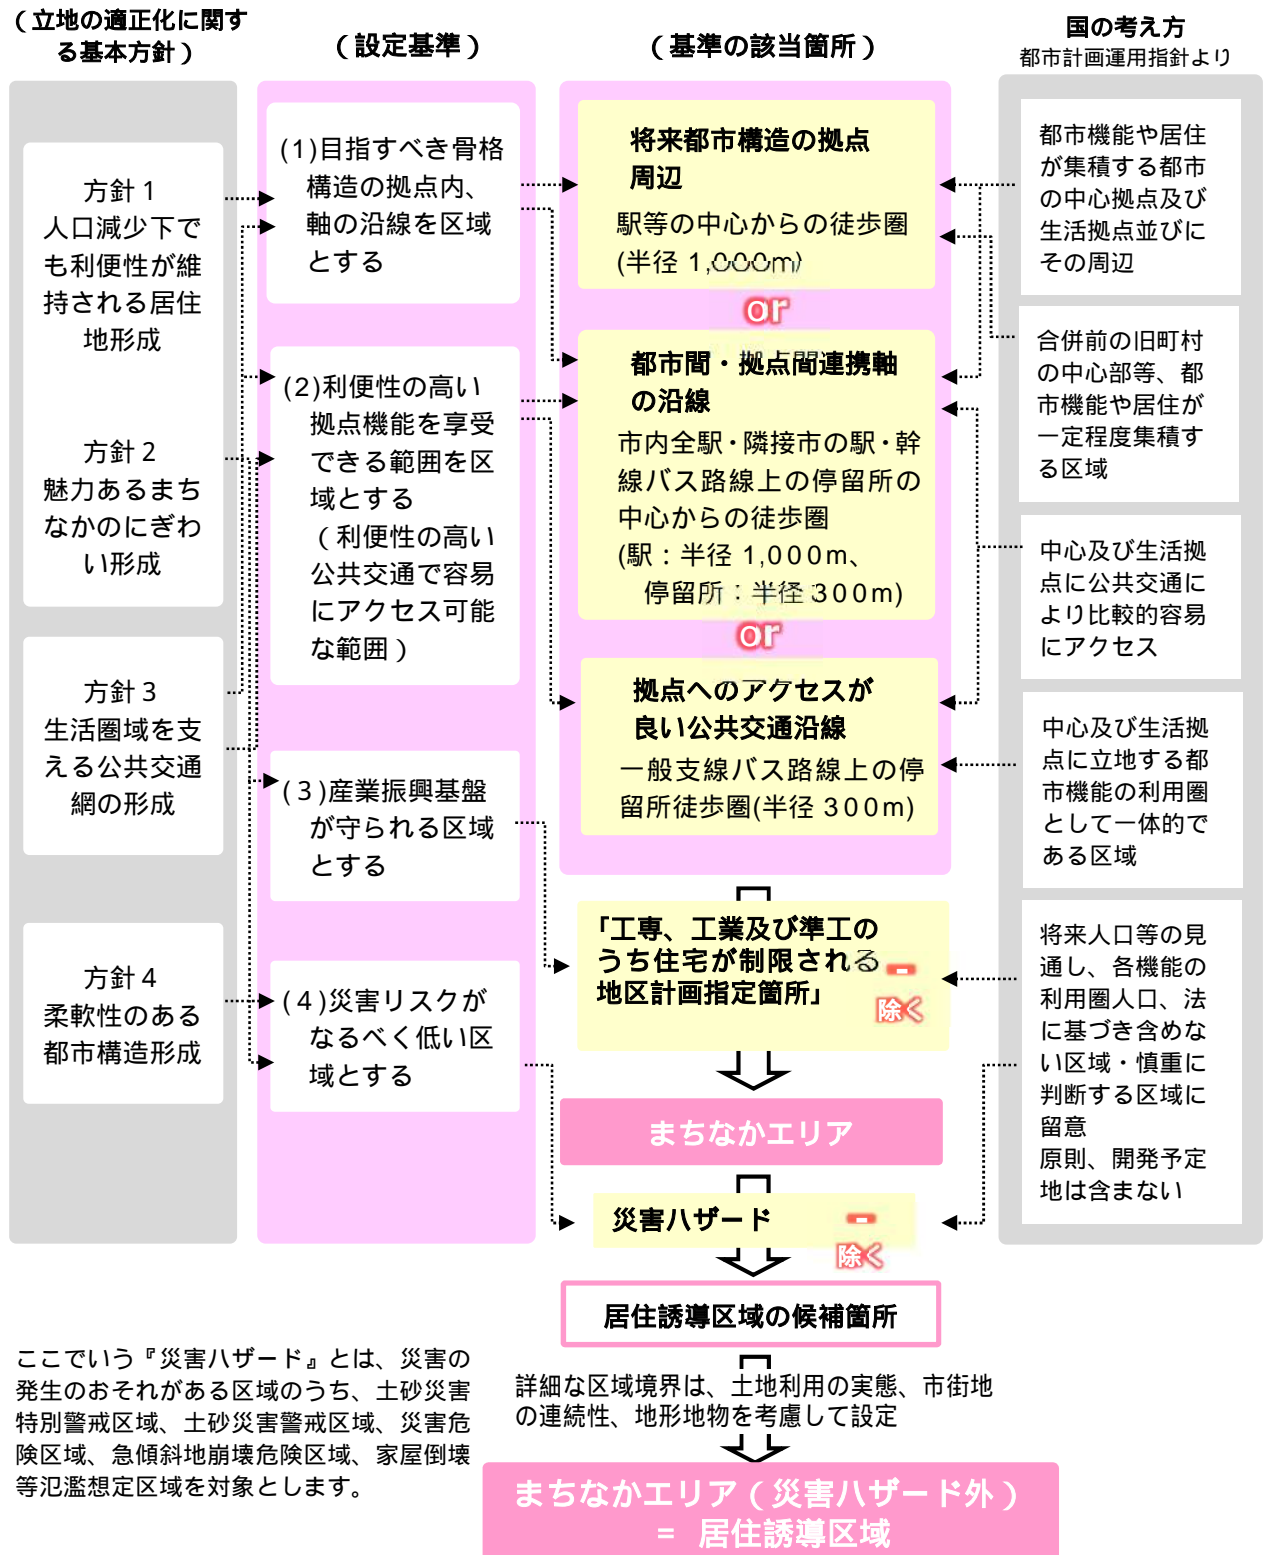 (立地の適正化に関す
る基本方針)
方針1
人口減少下で
も利便性が維
持される居住
地形成
方針2
魅力あるまち
なかのにぎわ
い形成
方針3
生活圏域を支
える公共交通
網の形成
方針4
柔軟性のある
都市構造形成
(設定基準)
(1)目指すべき骨格
構造の拠点内、
軸の沿線を区域
とする
(2)利便性の高い
拠点機能を享受
できる範囲を区
域とする
(利便性の高い
公共交通で容易
にアクセス可能
な範囲)
(3)産業振興基盤
が守られる区域
とする
(4)災害リスクが
なるべく低い区
域とする
(基準の該当箇所)
将来都市構造の拠点
周辺
駅等の中心からの徒歩圏
(半径 1,000m)
or
都市間・拠点間連携軸
の沿線
市内全駅・隣接市の駅・幹
線バス路線上の停留所の
中心からの徒歩圏
(駅：半径 1,000m、
停留所：半径 300m)
or
拠点へのアクセスが
良い公共交通沿線
一般支線バス路線上の停
留所徒歩圏(半径 300m)
「工専、工業及び準工の
うち住宅が制限される
地区計画指定箇所」
-
除く
まちなかエリア
災害ハザード
-
除く
居住誘導区域の候補箇所
詳細な区域境界は、土地利用の実態、市街地
の連続性、地形地物を考慮して設定
まちなかエリア(災害ハザード外)
= 居住誘導区域
国の考え方
都市計画運用指針より
都市機能や居住
が集積する都市
の中心拠点及び
生活拠点並びに
その周辺
合併前の旧町村
の中心部等、都
市機能や居住が
一定程度集積す
る区域
中心及び生活拠
点に公共交通に
より比較的容易
にアクセス
中心及び生活拠
点に立地する都
市機能の利用圏
として一体的で
ある区域
将来人口等の見
通し、各機能の
利用圏人口、法
に基づき含めな
い区域・慎重に
判断する区域に
留意
原則、開発予定
地は含まない
ここでいう『災害ハザード』とは、災害の
発生のおそれがある区域のうち、土砂災害
特別警戒区域、土砂災害警戒区域、災害危
険区域、急傾斜地崩壊危険区域、家屋倒壊
等氾濫想定区域を対象とします。